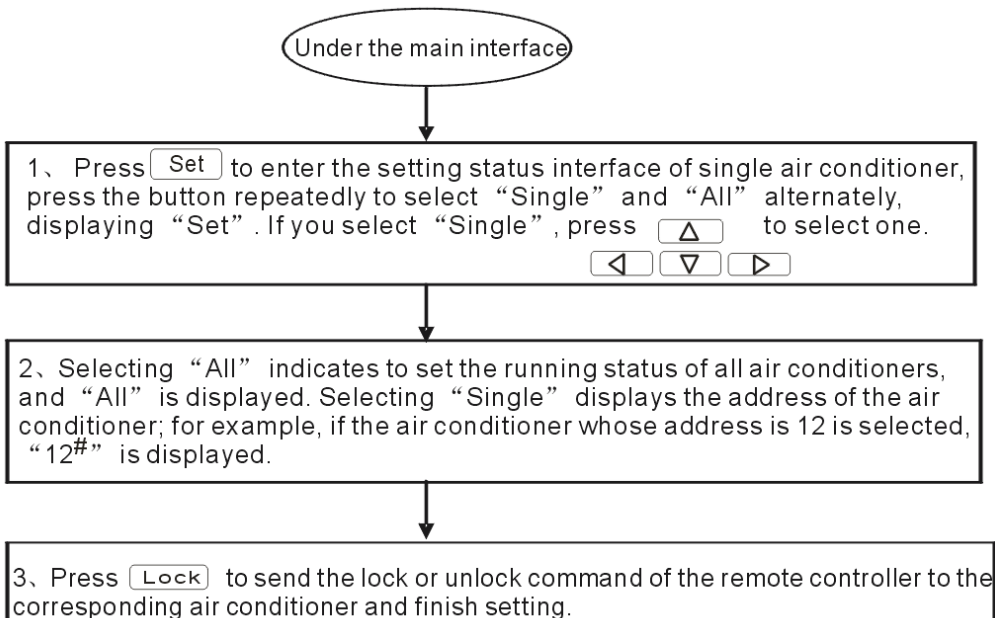 Under the main interface
1、 Press Set to enter the setting status interface of single air conditioner,
press the button repeatedly to select “Single” and “All” alternately,
displaying “Set”. If you select “Single”, press △ to select one.
◁ ▽ ▷
2、Selecting “All” indicates to set the running status of all air conditioners,
and “All” is displayed. Selecting “Single” displays the address of the air
conditioner; for example, if the air conditioner whose address is 12 is selected,
“12#” is displayed.
3、Press Lock to send the lock or unlock command of the remote controller to the
corresponding air conditioner and finish setting.